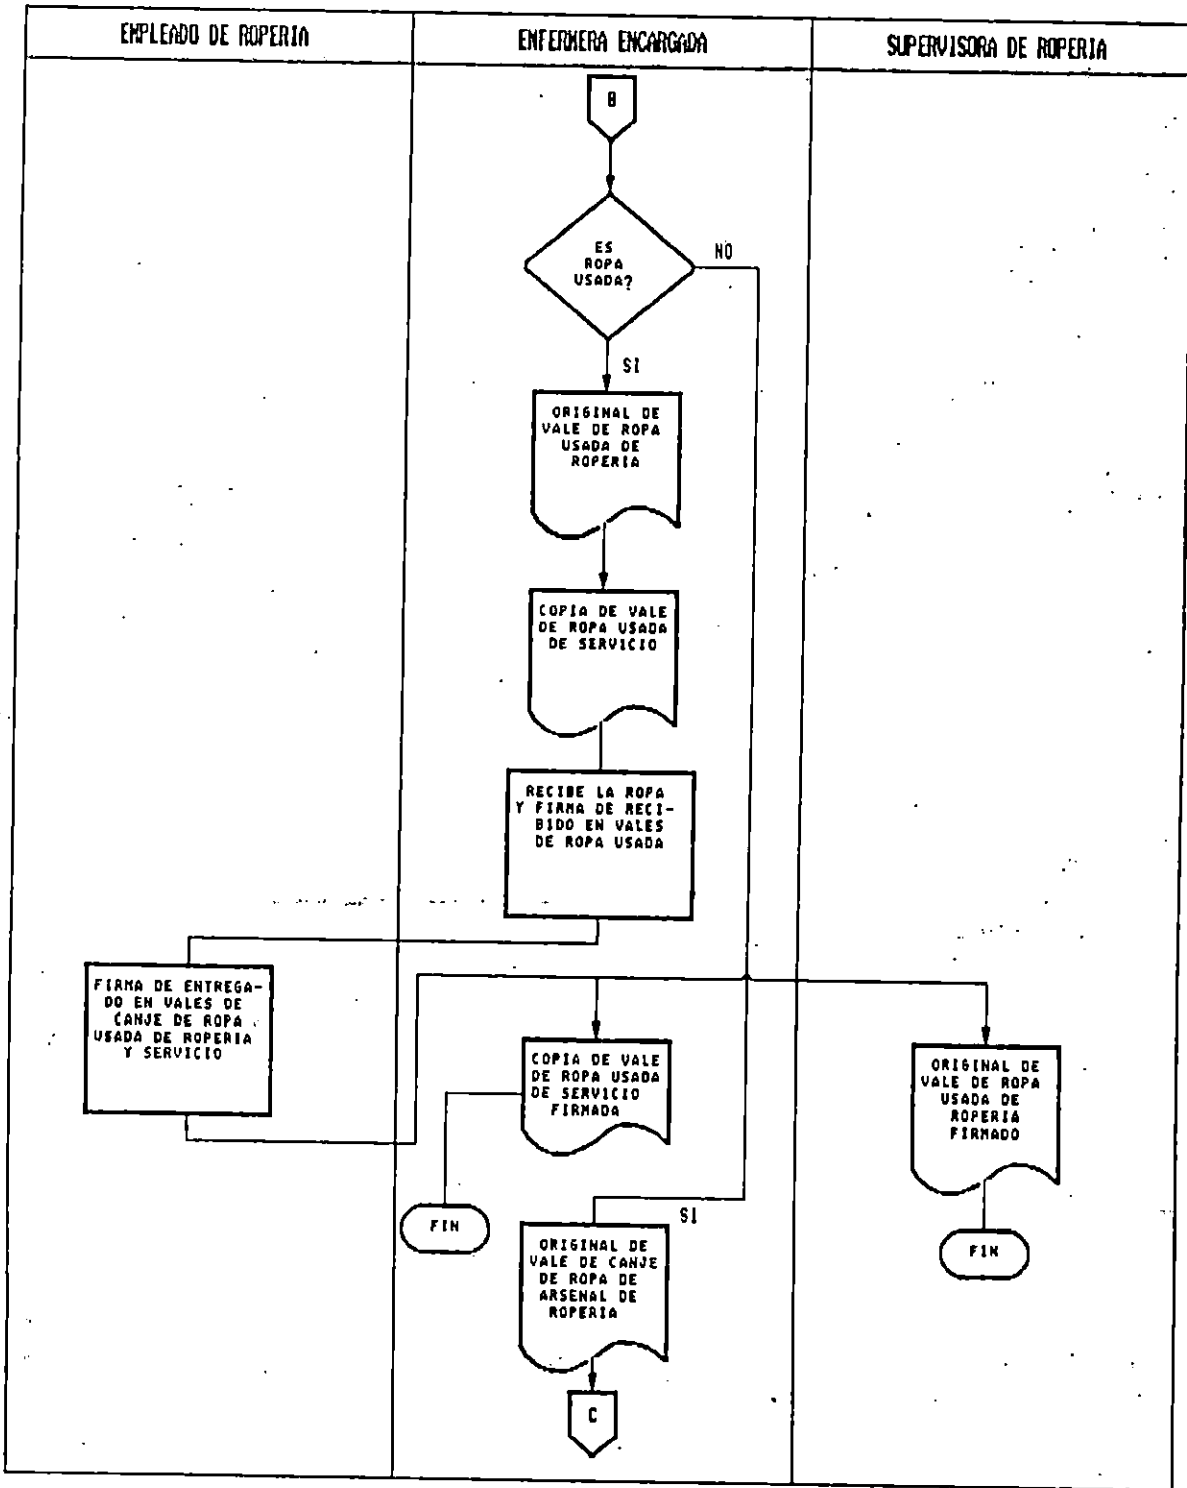 EMPLEADO DE ROPERIA
ENFERMERA ENCARGADA
SUPERVISORA DE ROPERIA
B
ES
ROPA
USADA?
NO
SI
ORIGINAL DE
VALE DE ROPA
USADA DE
ROPERIA
COPIA DE VALE
DE ROPA USADA
DE SERVICIO
RECIBE LA ROPA
Y FIRMA DE RECI-
BIDO EN VALES
DE ROPA USADA
FIRMA DE ENTREGA-
DO EN VALES DE
CANJE DE ROPA
USADA DE ROPERIA
Y SERVICIO
COPIA DE VALE
DE ROPA USADA
DE SERVICIO
FIRMADA
ORIGINAL DE
VALE DE ROPA
USADA DE
ROPERIA
FIRMADO
FIN
SI
FIN
ORIGINAL DE
VALE DE CANJE
DE ROPA DE
ARSENAL DE
ROPERIA
C